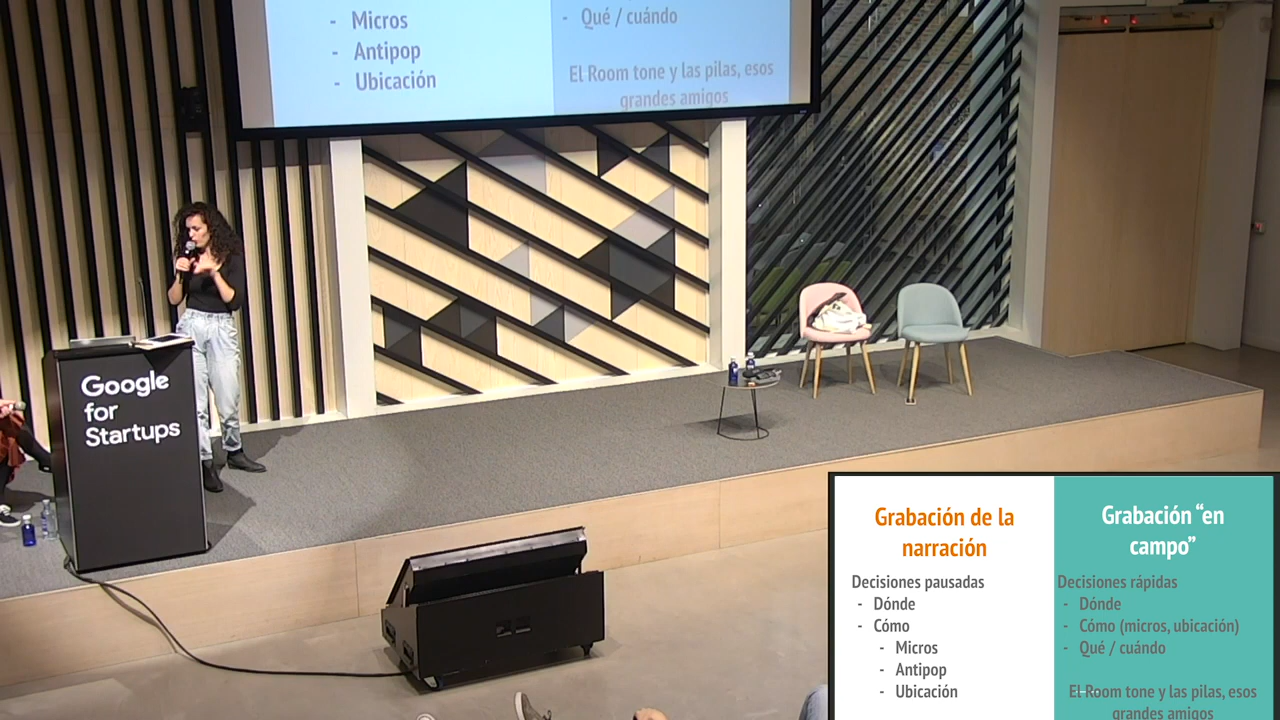 - Micros
- Antipop
- Ubicación
- Qué / cuándo
El Room tone y las pilas, esos
grandes amigos
Google
for
Startups
Grabación de la
narración
Decisiones pausadas
- Dónde
- Cómo
- Micros
- Antipop
- Ubicación
Grabación “en
campo”
Decisiones rápidas
- Dónde
- Cómo (micros, ubicación)
- Qué / cuándo
El Room tone y las pilas, esos
grandes amigos